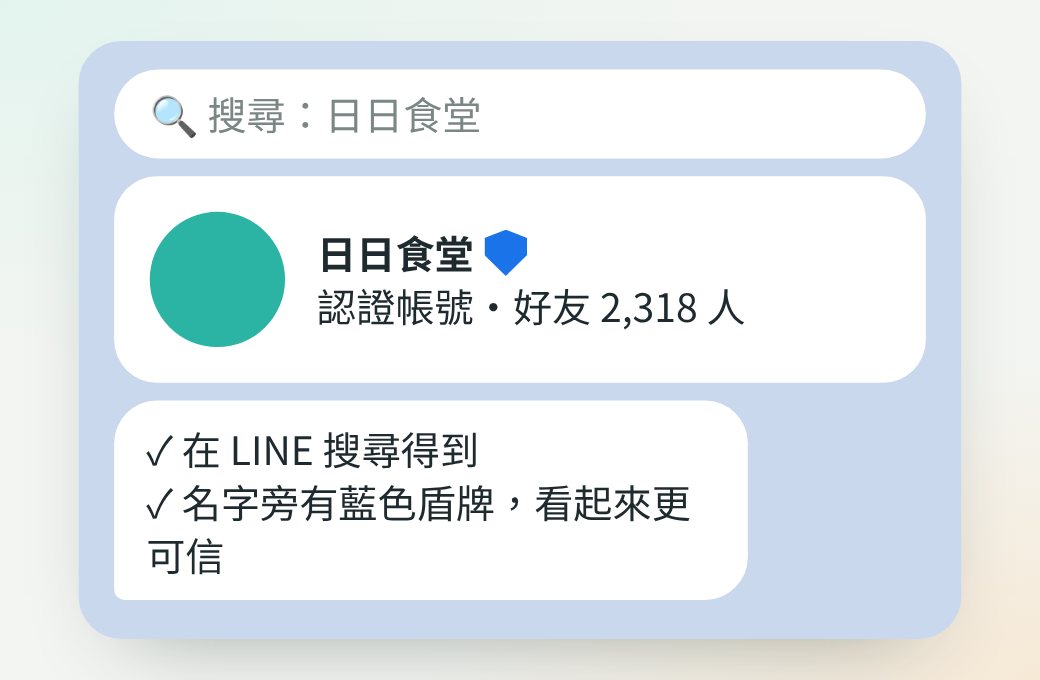 🔍 搜尋：日日食堂
日日食堂
認證帳號・好友 2,318 人
✓ 在 LINE 搜尋得到
✓ 名字旁有藍色盾牌，看起來更
可信